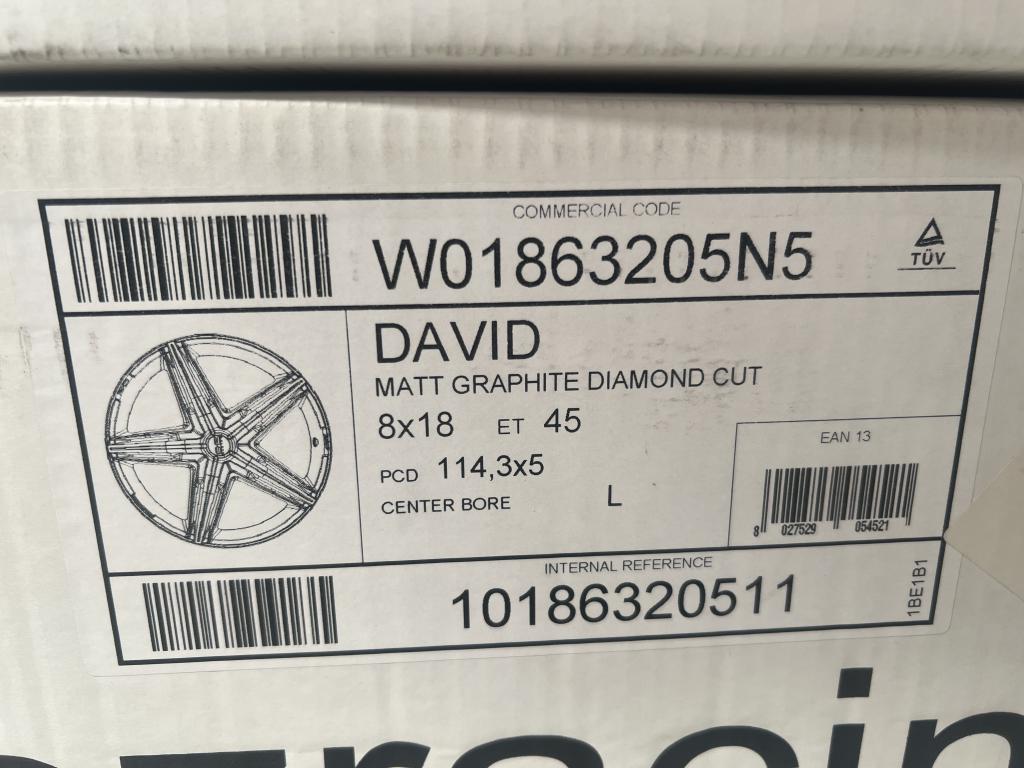 COMMERCIAL CODE
W01863205N5
TÜV
DAVID
MATT GRAPHITE DIAMOND CUT
8x18 ET 45
PCD 114,3x5
CENTER BORE L
EAN 13
8 027529 054521
INTERNAL REFERENCE
10186320511
1BE1B1
racin